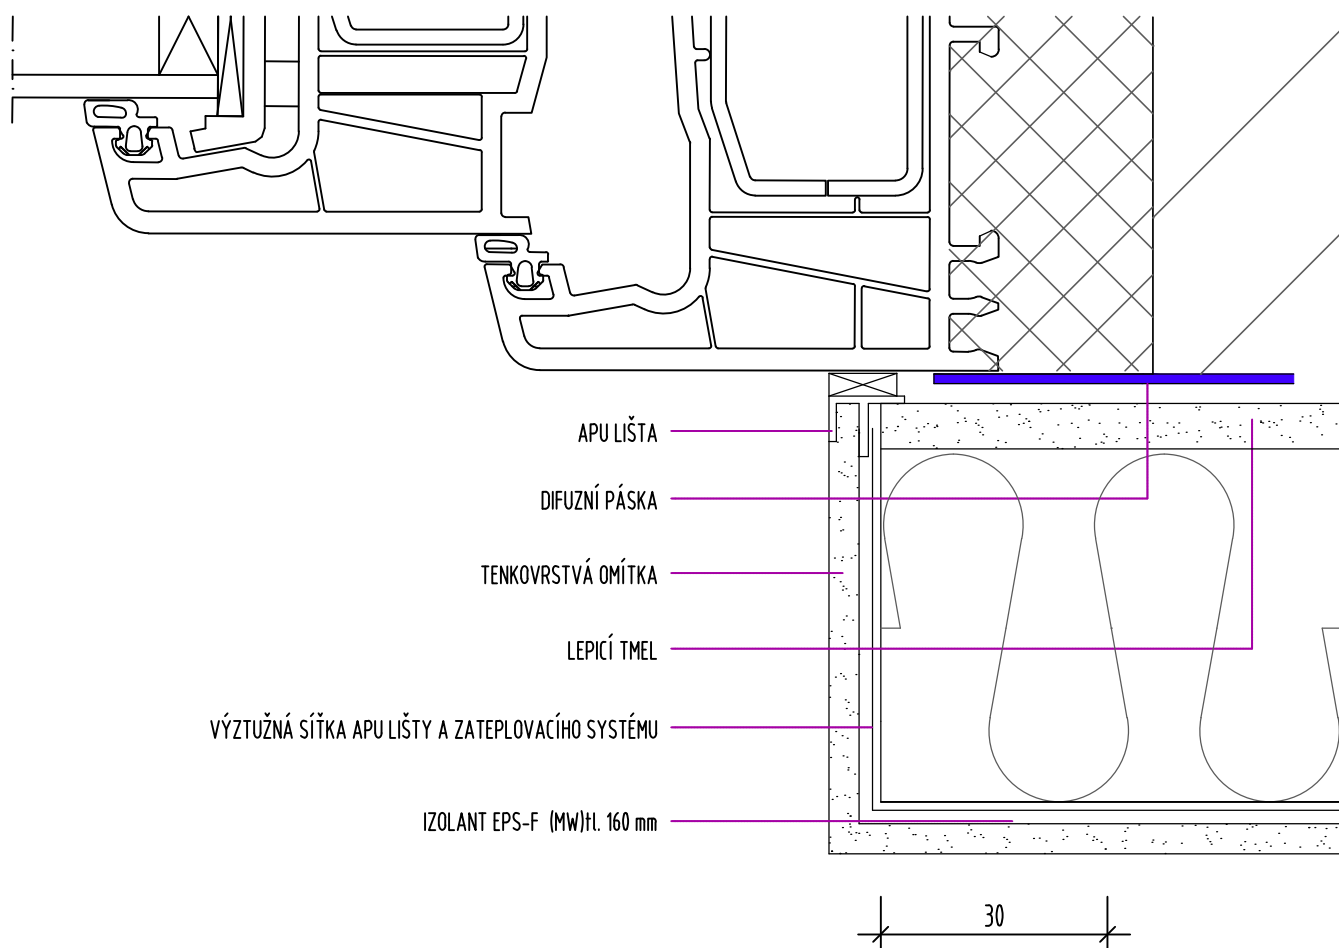 APU LIŠTA
DIFUZNÍ PÁSKA
TENKOVRSTVÁ OMÍTKA
LEPICÍ TMEL
VÝZTUŽNÁ SÍŤKA APU LIŠTY A ZATEPLOVACÍHO SYSTÉMU
IZOLANT EPS-F (MW)tl. 160 mm
30